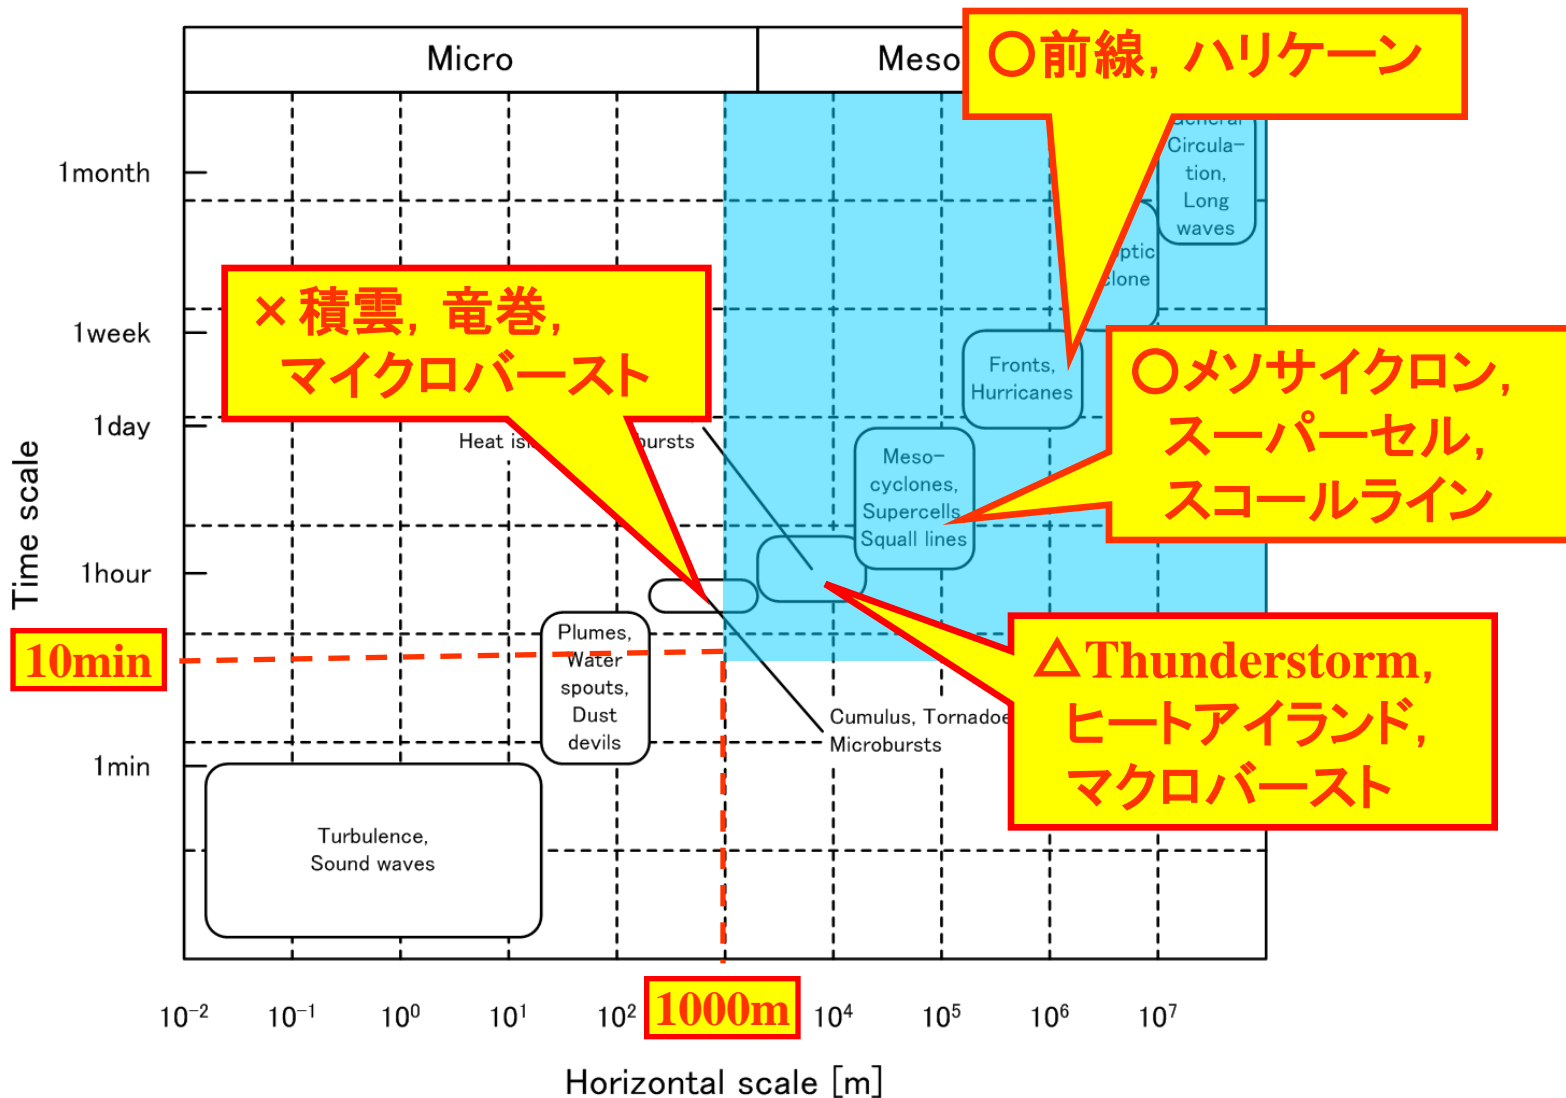 Micro
Meso
〇前線，ハリケーン
General
Circula-
tion,
Long
waves
1month
×積雲，竜巻，
マイクロバースト
1week
Fronts,
Hurricanes
〇メソサイクロン，
スーパーセル，
スコールライン
1day
Meso-
cyclones,
Supercells
Squall lines
Time scale
1hour
10min
Plumes,
Water
spouts,
Dust
devils
△Thunderstorm，
ヒートアイランド，
マクロバースト
Cumulus, Tornadoe
Microbursts
1min
Turbulence,
Sound waves
10⁻² 10⁻¹ 10⁰ 10¹ 10² 1000m 10⁴ 10⁵ 10⁶ 10⁷
Horizontal scale [m]